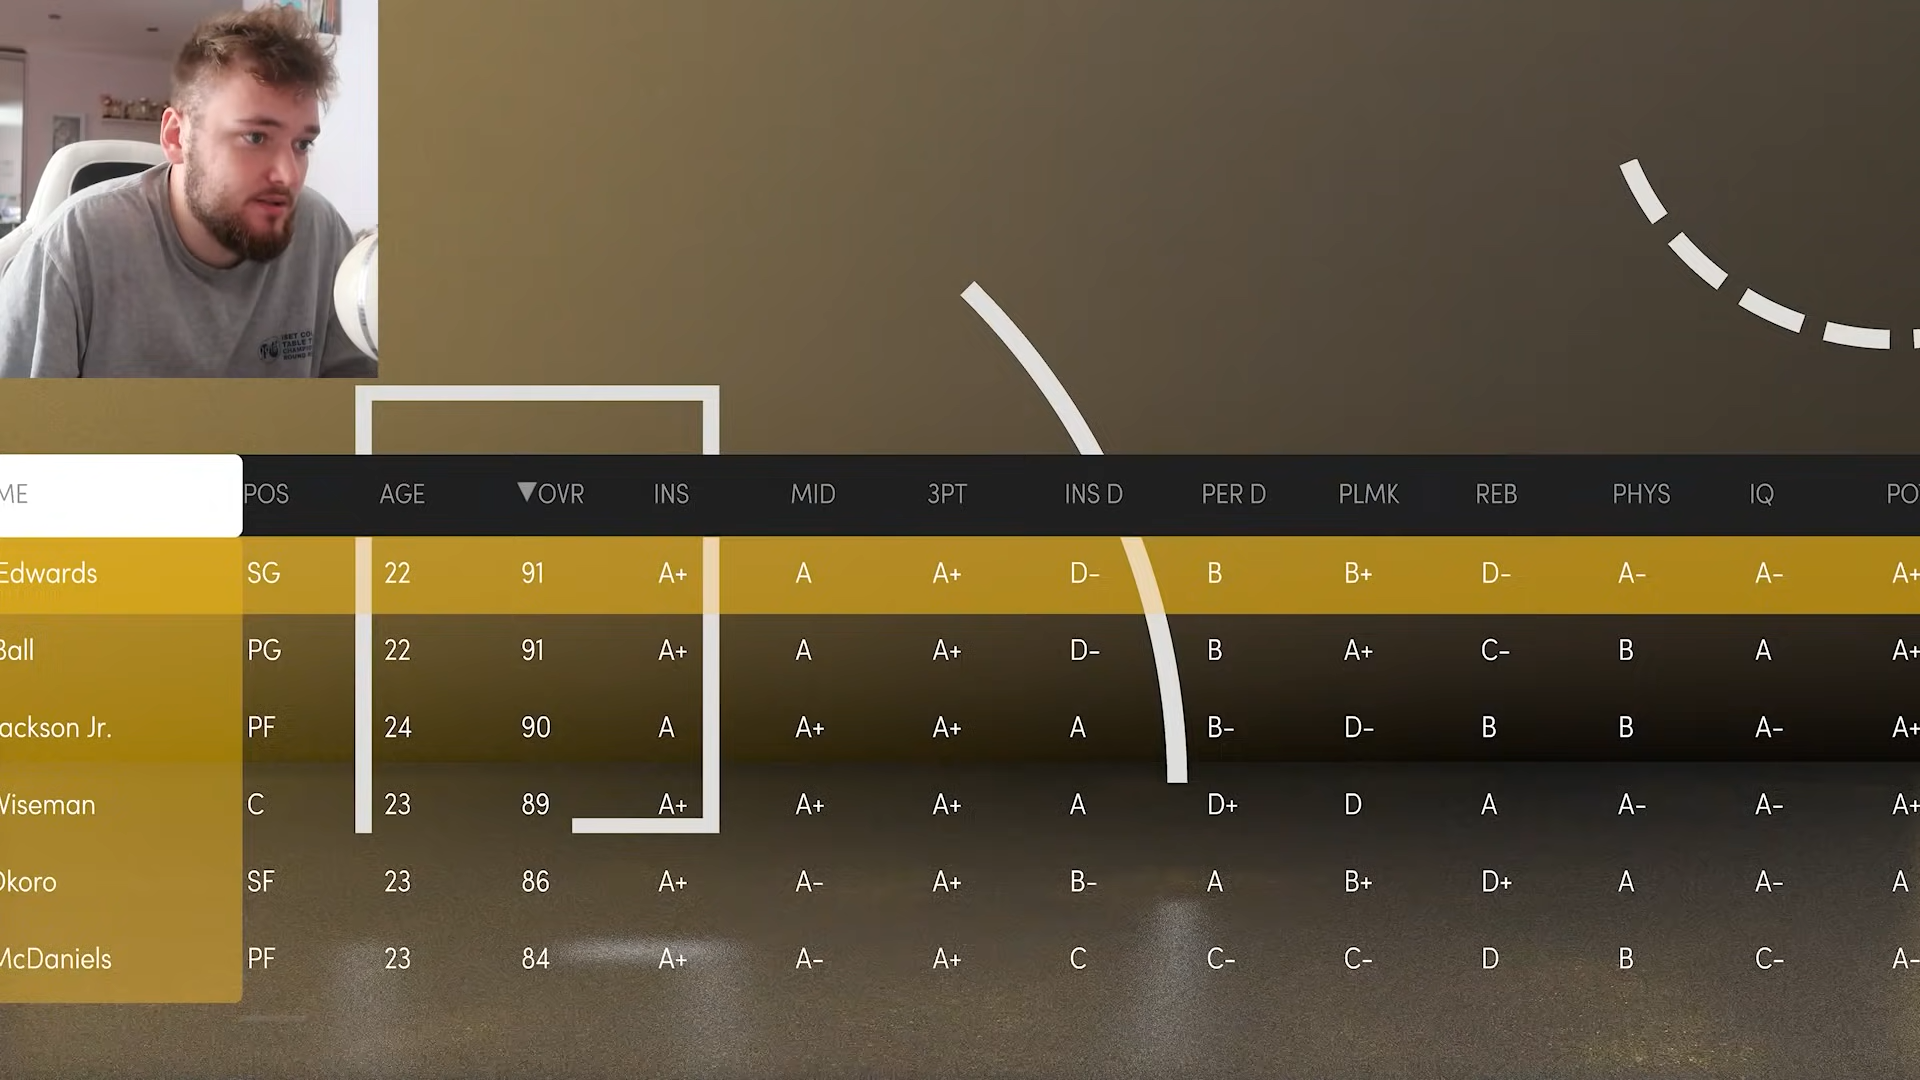 ME POS AGE ▼OVR INS MID 3PT INS D PER D PLMK REB PHYS IQ PO
Edwards SG 22 91 A+ A A+ D- B B+ D- A- A- A+
Ball PG 22 91 A+ A A+ D- B A+ C- B A A+
ackson Jr. PF 24 90 A A+ A+ A B- D- B B A- A+
Wiseman C 23 89 A+ A+ A+ A D+ D A A- A- A+
Okoro SF 23 86 A+ A- A+ B- A B+ D+ A A- A
McDaniels PF 23 84 A+ A- A+ C C- C- D B C- A-